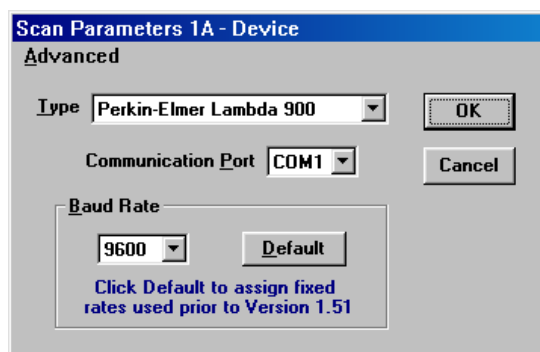 Scan Parameters 1A - Device
Advanced
Type Perkin-Elmer Lambda 900 OK
Communication Port COM1 Cancel
Baud Rate
9600 Default
Click Default to assign fixed
rates used prior to Version 1.51